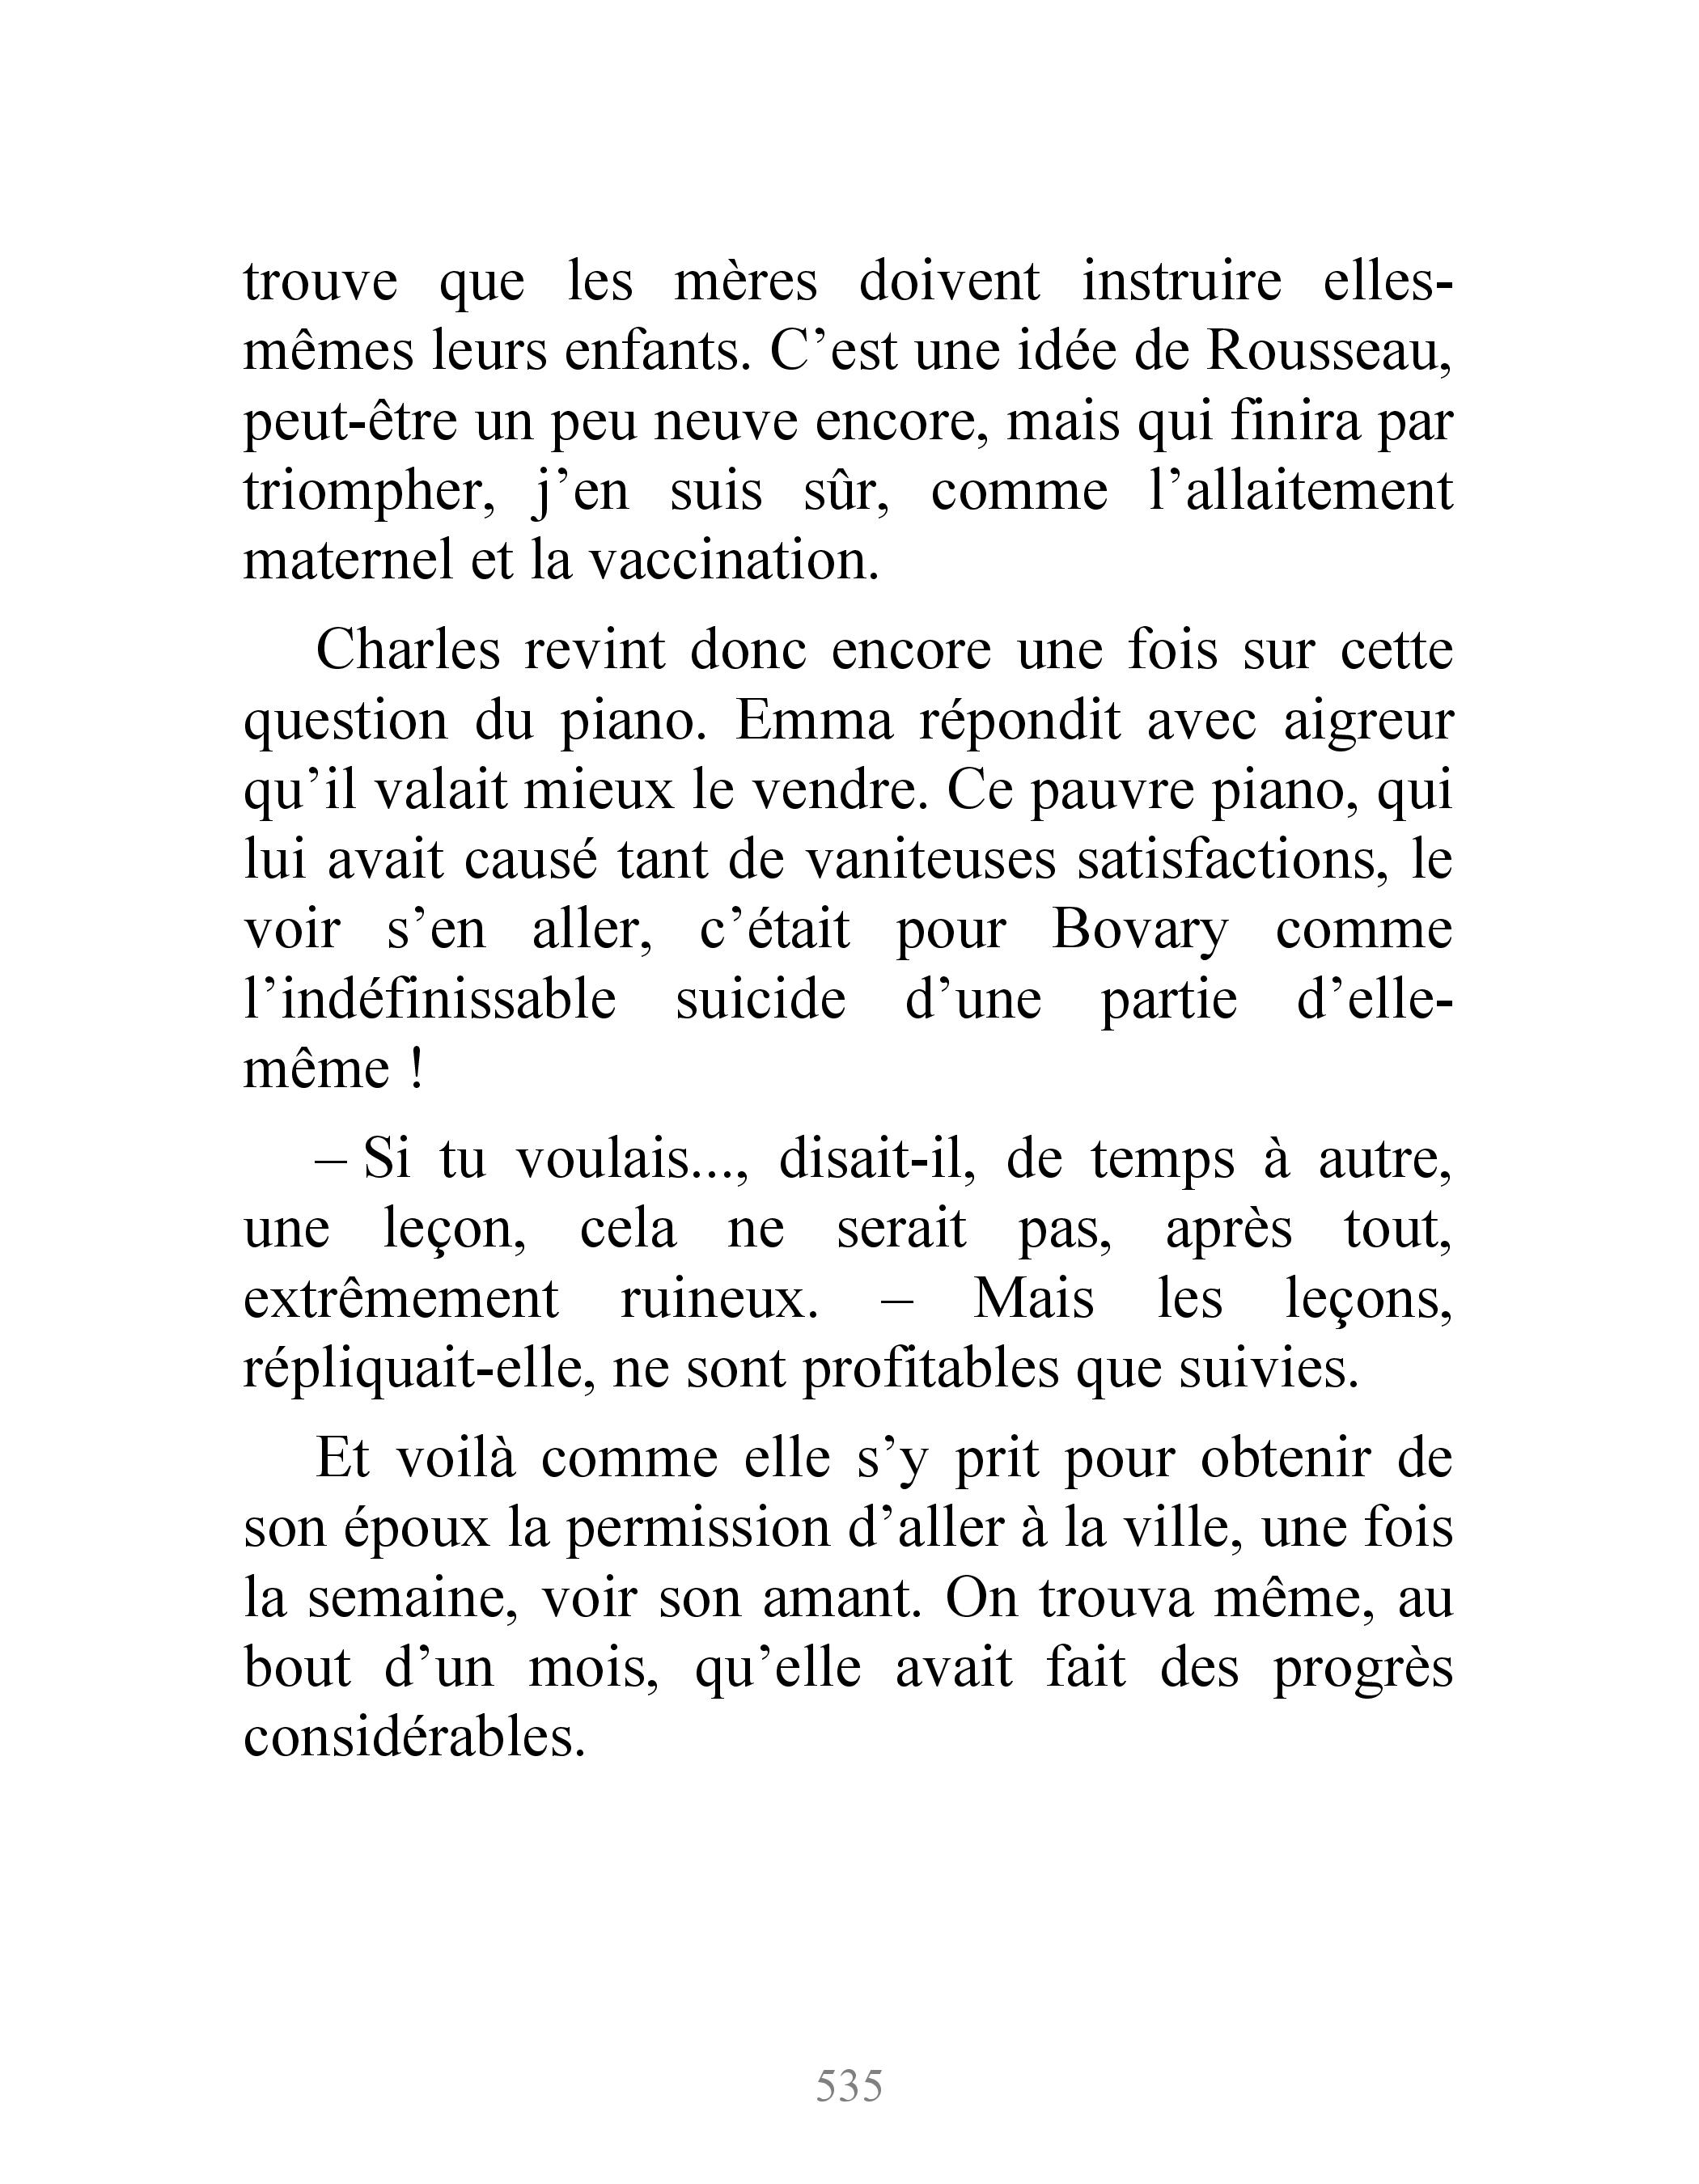 trouve que les mères doivent instruire elles-
mêmes leurs enfants. C’est une idée de Rousseau,
peut-être un peu neuve encore, mais qui finira par
triompher, j’en suis sûr, comme l’allaitement
maternel et la vaccination.
Charles revint donc encore une fois sur cette
question du piano. Emma répondit avec aigreur
qu’il valait mieux le vendre. Ce pauvre piano, qui
lui avait causé tant de vaniteuses satisfactions, le
voir s’en aller, c’était pour Bovary comme
l’indéfinissable suicide d’une partie d’elle-
même !
– Si tu voulais..., disait-il, de temps à autre,
une leçon, cela ne serait pas, après tout,
extrêmement ruineux. – Mais les leçons,
répliquait-elle, ne sont profitables que suivies.
Et voilà comme elle s’y prit pour obtenir de
son époux la permission d’aller à la ville, une fois
la semaine, voir son amant. On trouva même, au
bout d’un mois, qu’elle avait fait des progrès
considérables.
535